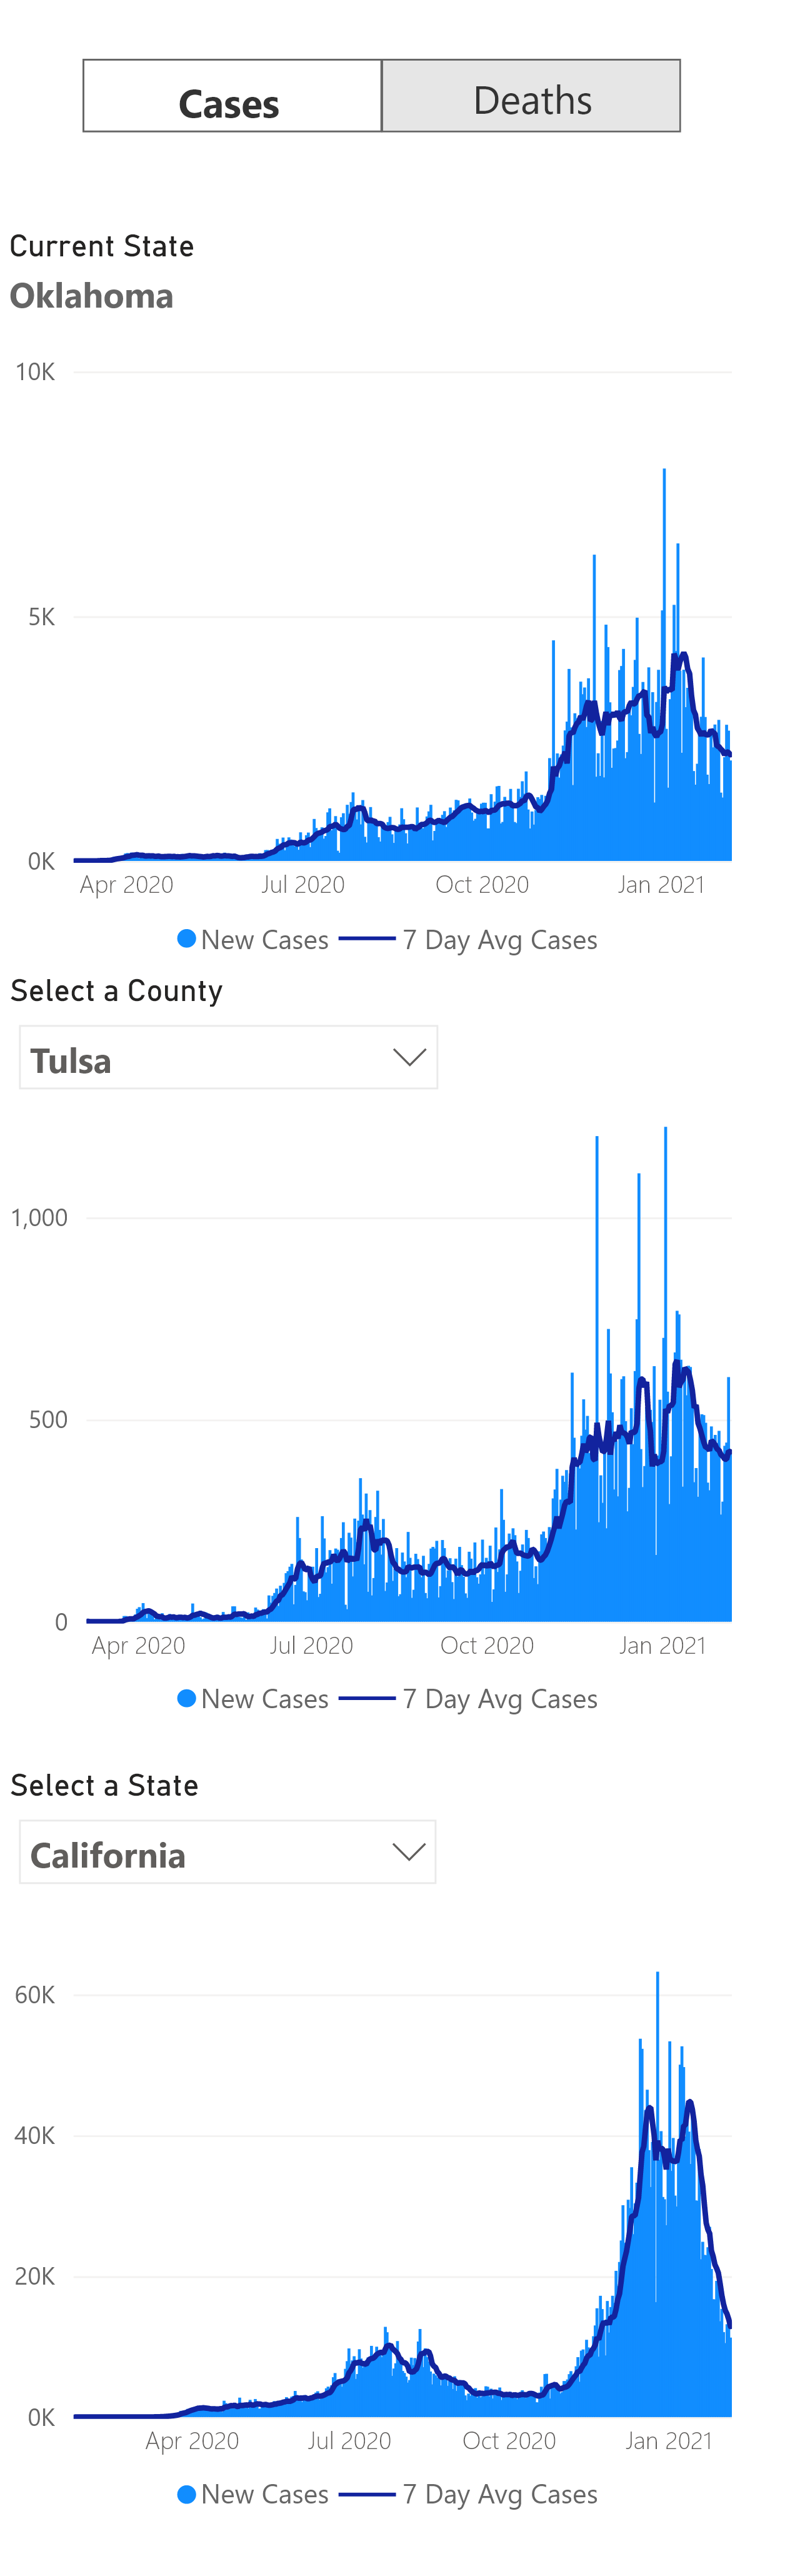 Cases Deaths
Current State
Oklahoma
10K
5K
0K
Apr 2020 Jul 2020 Oct 2020 Jan 2021
New Cases 7 Day Avg Cases
Select a County
Tulsa
1,000
500
0
Apr 2020 Jul 2020 Oct 2020 Jan 2021
New Cases 7 Day Avg Cases
Select a State
California
60K
40K
20K
0K
Apr 2020 Jul 2020 Oct 2020 Jan 2021
New Cases 7 Day Avg Cases